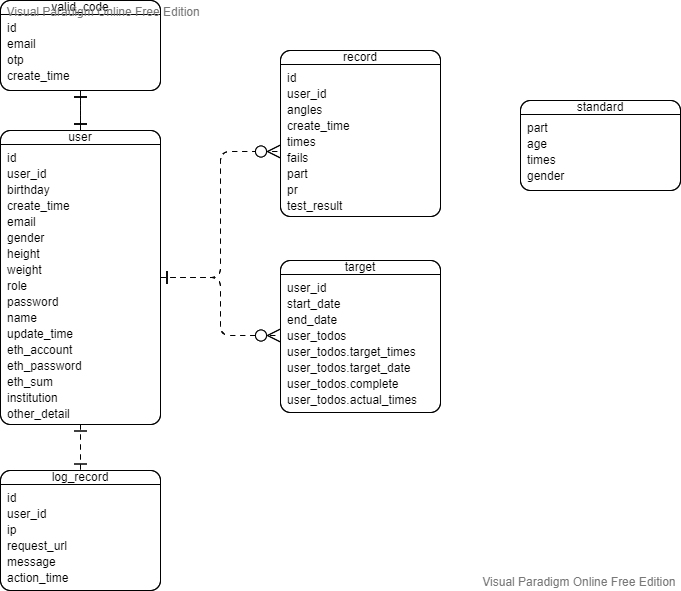 Visual Paradigm Online Free Edition
valid_code
id
email
otp
create_time
user
id
user_id
birthday
create_time
email
gender
height
weight
role
password
name
update_time
eth_account
eth_password
eth_sum
institution
other_detail
log_record
id
user_id
ip
request_url
message
action_time
record
id
user_id
angles
create_time
times
fails
part
pr
test_result
target
user_id
start_date
end_date
user_todos
user_todos.target_times
user_todos.target_date
user_todos.complete
user_todos.actual_times
standard
part
age
times
gender
Visual Paradigm Online Free Edition